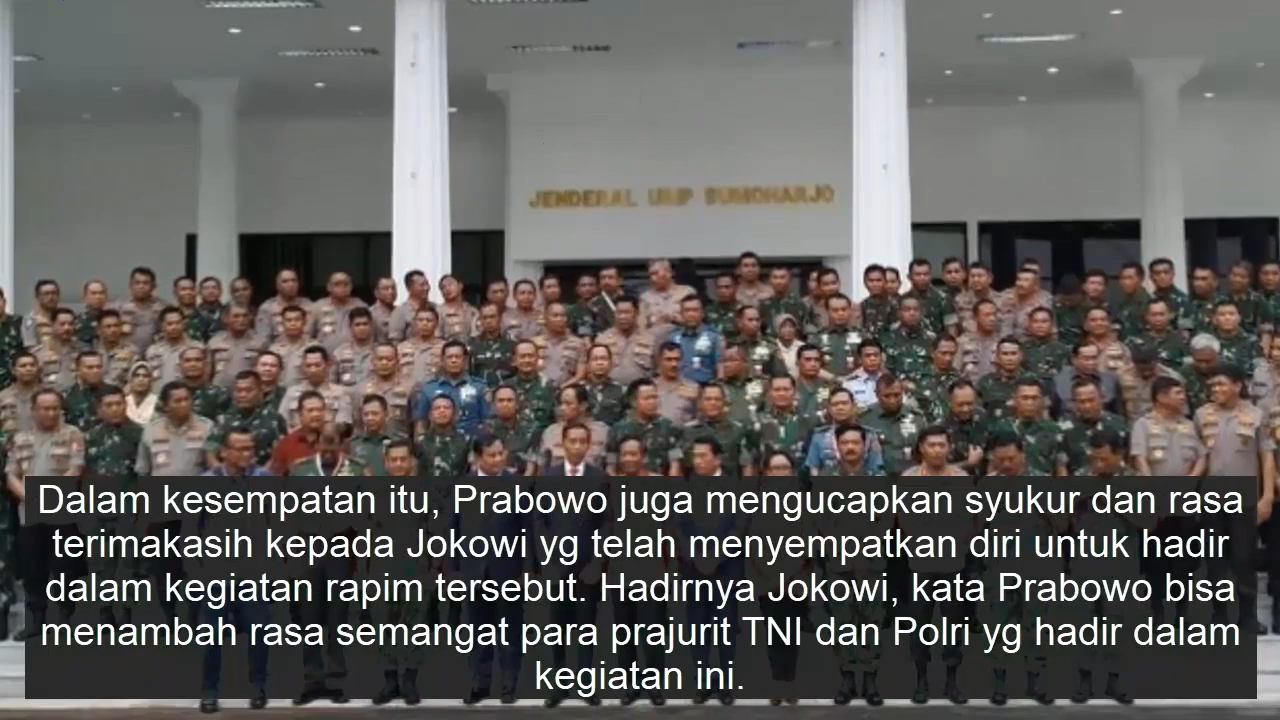 JENDERAL URIP SUMOHARJO
Dalam kesempatan itu, Prabowo juga mengucapkan syukur dan rasa
terimakasih kepada Jokowi yg telah menyempatkan diri untuk hadir
dalam kegiatan rapim tersebut. Hadirnya Jokowi, kata Prabowo bisa
menambah rasa semangat para prajurit TNI dan Polri yg hadir dalam
kegiatan ini.